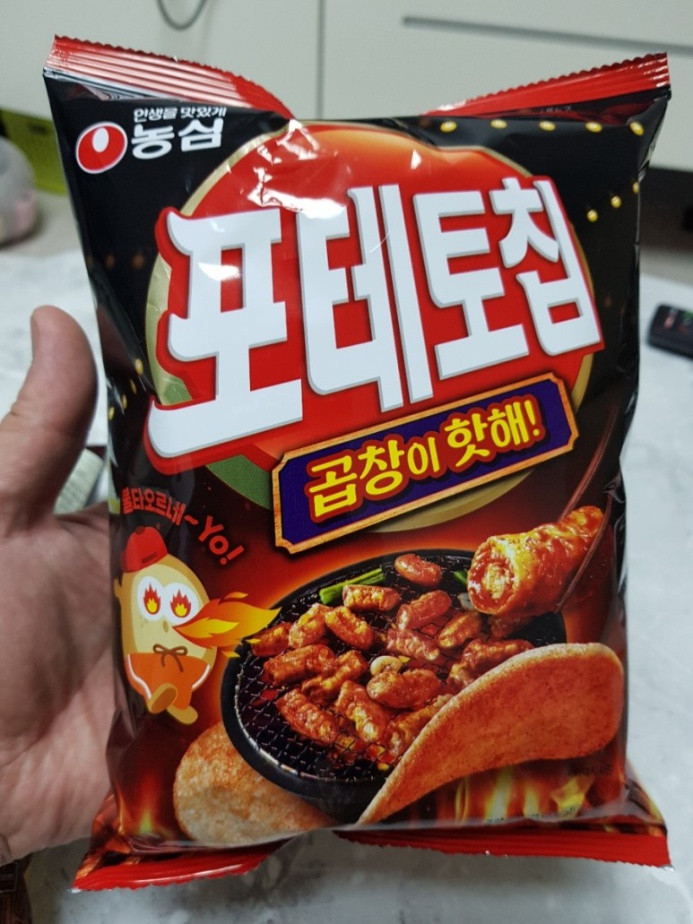 인생을 맛있게
농심
포테토칩
곱창이 핫해!
불타오르네~Yo!